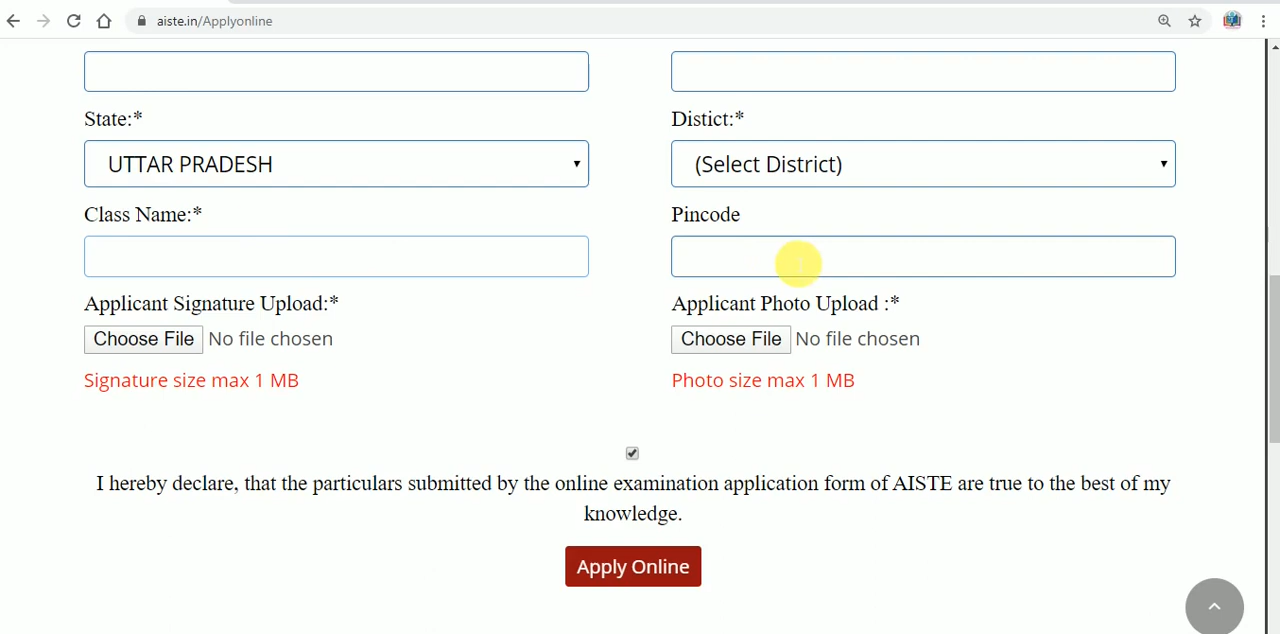 aiste.in/Applyonline
State:*
Distict:*
UTTAR PRADESH
(Select District)
Class Name:*
Pincode
Applicant Signature Upload:*
Applicant Photo Upload :*
Choose File No file chosen
Choose File No file chosen
Signature size max 1 MB
Photo size max 1 MB
I hereby declare, that the particulars submitted by the online examination application form of AISTE are true to the best of my
knowledge.
Apply Online